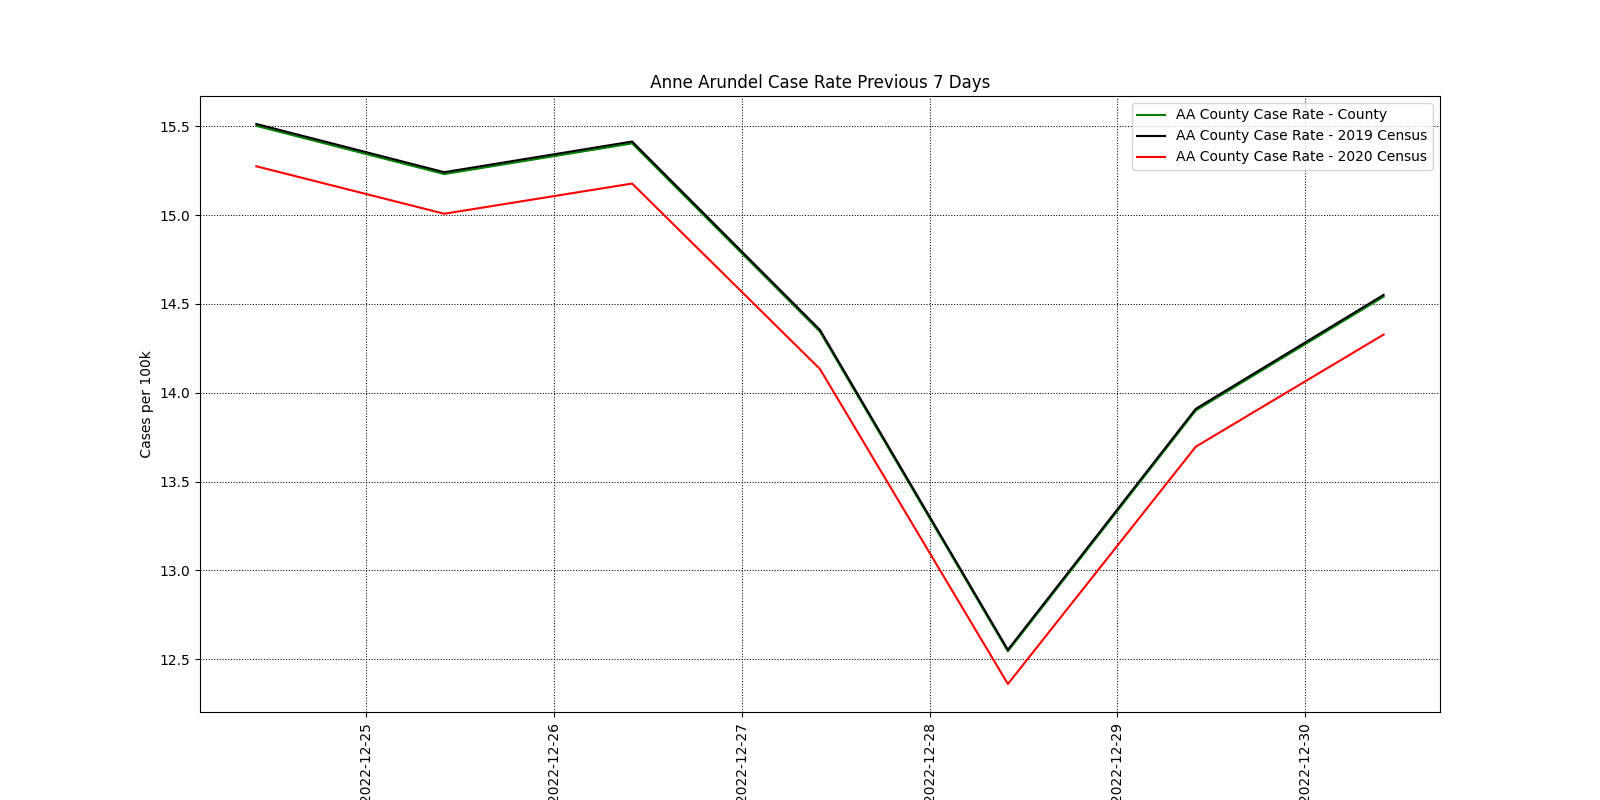 Anne Arundel Case Rate Previous 7 Days
AA County Case Rate - County
AA County Case Rate - 2019 Census
AA County Case Rate - 2020 Census
15.5
15.0
14.5
14.0
13.5
13.0
12.5
Cases per 100k
2022-12-25
2022-12-26
2022-12-27
2022-12-28
2022-12-29
2022-12-30